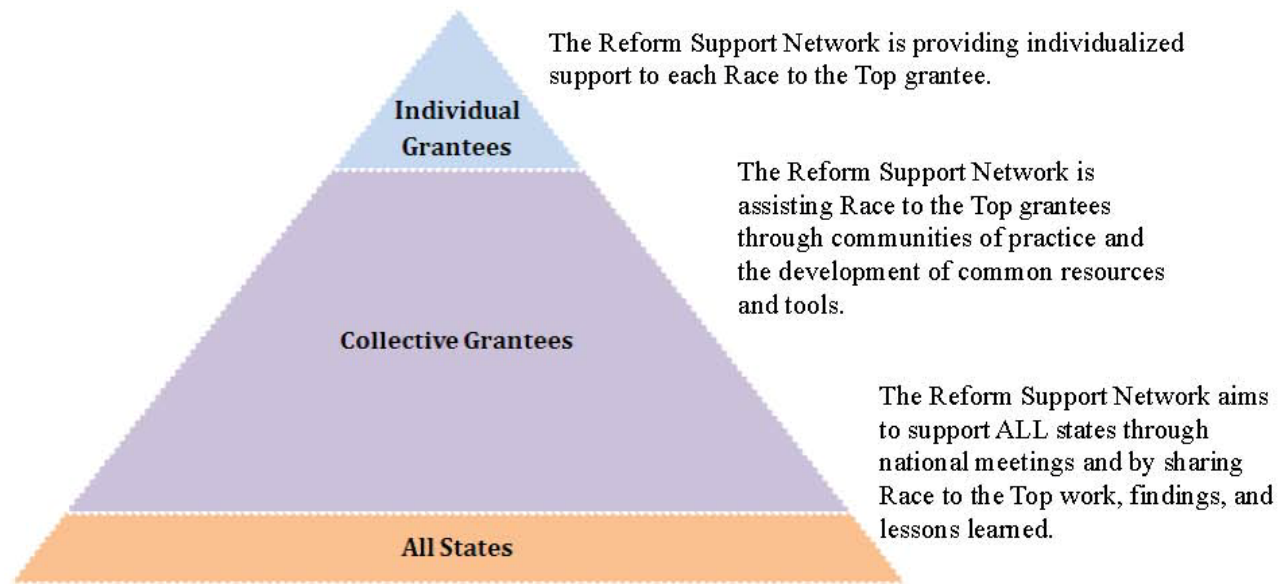 The Reform Support Network is providing individualized
support to each Race to the Top grantee.
Individual
Grantees
The Reform Support Network is
assisting Race to the Top grantees
through communities of practice and
the development of common resources
and tools.
Collective Grantees
The Reform Support Network aims
to support ALL states through
national meetings and by sharing
Race to the Top work, findings, and
lessons learned.
All States